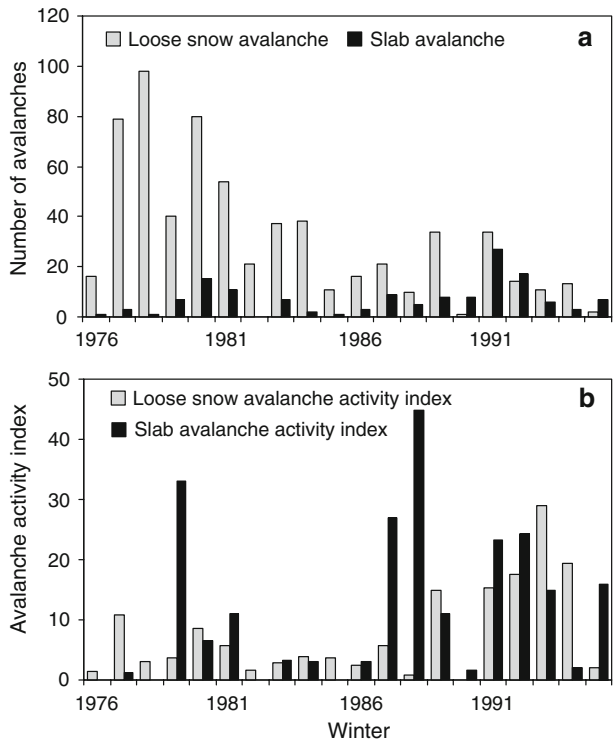 120
Loose snow avalanche Slab avalanche a
100
80
60
40
20
0
Number of avalanches
1976 1981 1986 1991
50
Loose snow avalanche activity index b
Slab avalanche activity index
40
30
20
10
0
Avalanche activity index
1976 1981 1986 1991
Winter